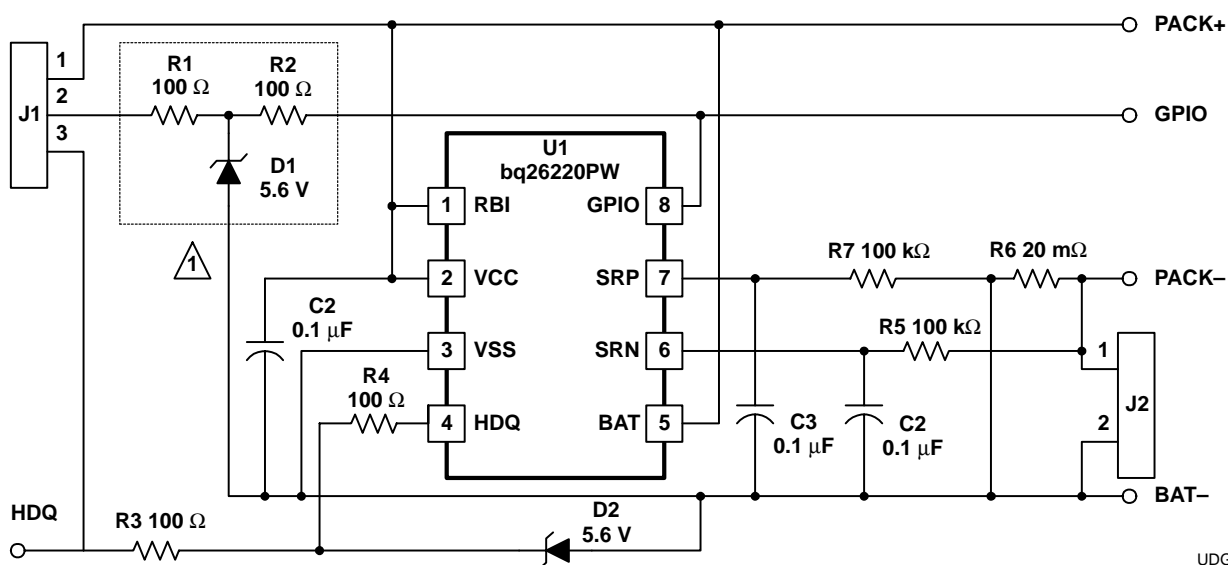 PACK+
1
R1
100 Ω
R2
100 Ω
2
J1
GPIO
3
D1
5.6 V
U1
bq26220PW
1 RBI
GPIO 8
1
R7 100 kΩ
R6 20 mΩ
2 VCC
SRP 7
PACK–
C2
0.1 μF
R5 100 kΩ
3 VSS
SRN 6
1
R4
100 Ω
J2
4 HDQ
BAT 5
C3
0.1 μF
C2
0.1 μF
2
BAT–
HDQ
R3 100 Ω
D2
5.6 V
UDG